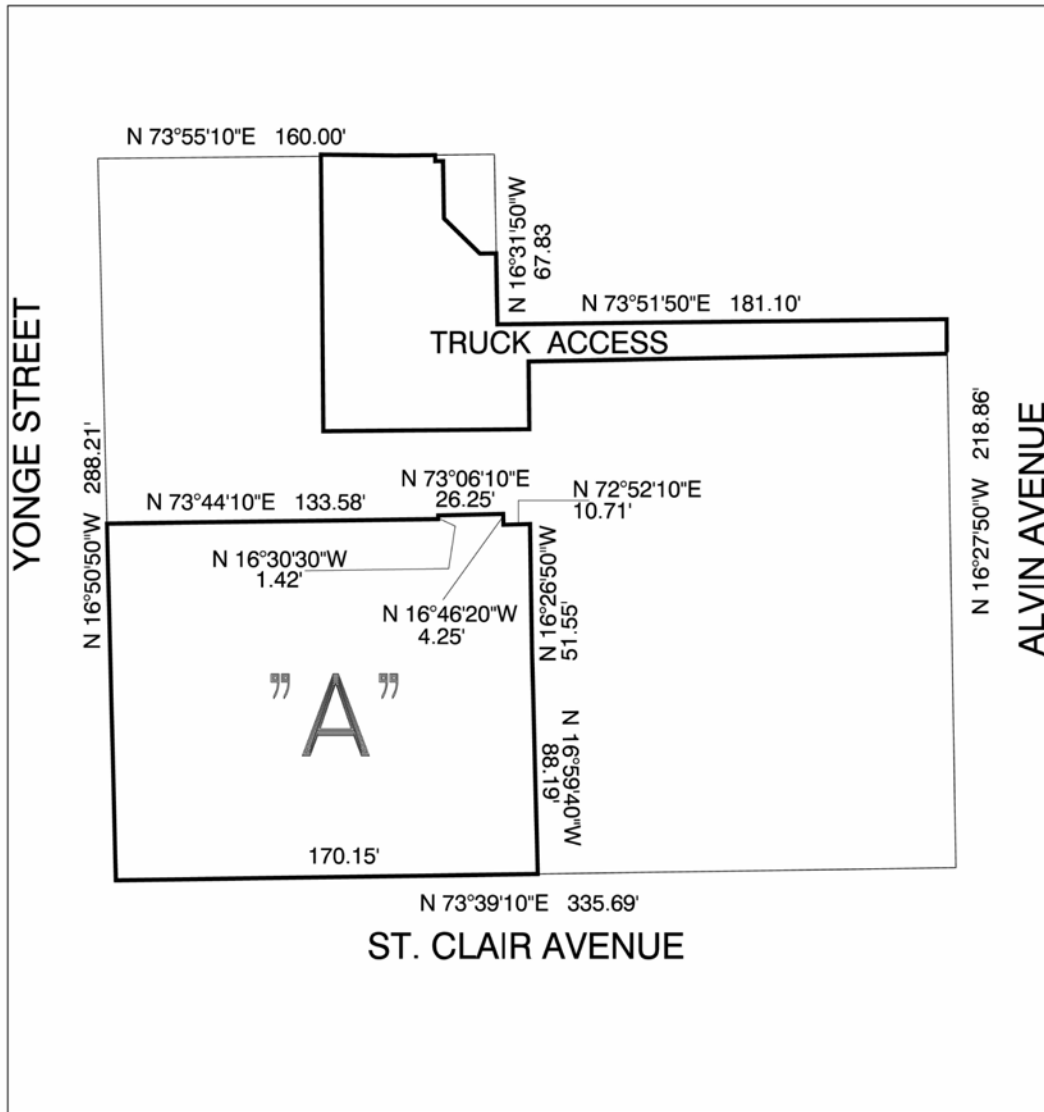 N 73°55'10"E 160.00'
N 16°31'50"W
67.83
N 73°51'50"E 181.10'
TRUCK ACCESS
YONGE STREET
N 16°50'50"W 288.21'
N 16°27'50"W 218.86'
ALVIN AVENUE
N 73°44'10"E 133.58'
N 73°06'10"E
26.25'
N 72°52'10"E
10.71'
N 16°30'30"W
1.42'
N 16°46'20"W
4.25'
N 16°26'50"W
51.55'
"A"
N 16°59'40"W
88.19'
170.15'
N 73°39'10"E 335.69'
ST. CLAIR AVENUE